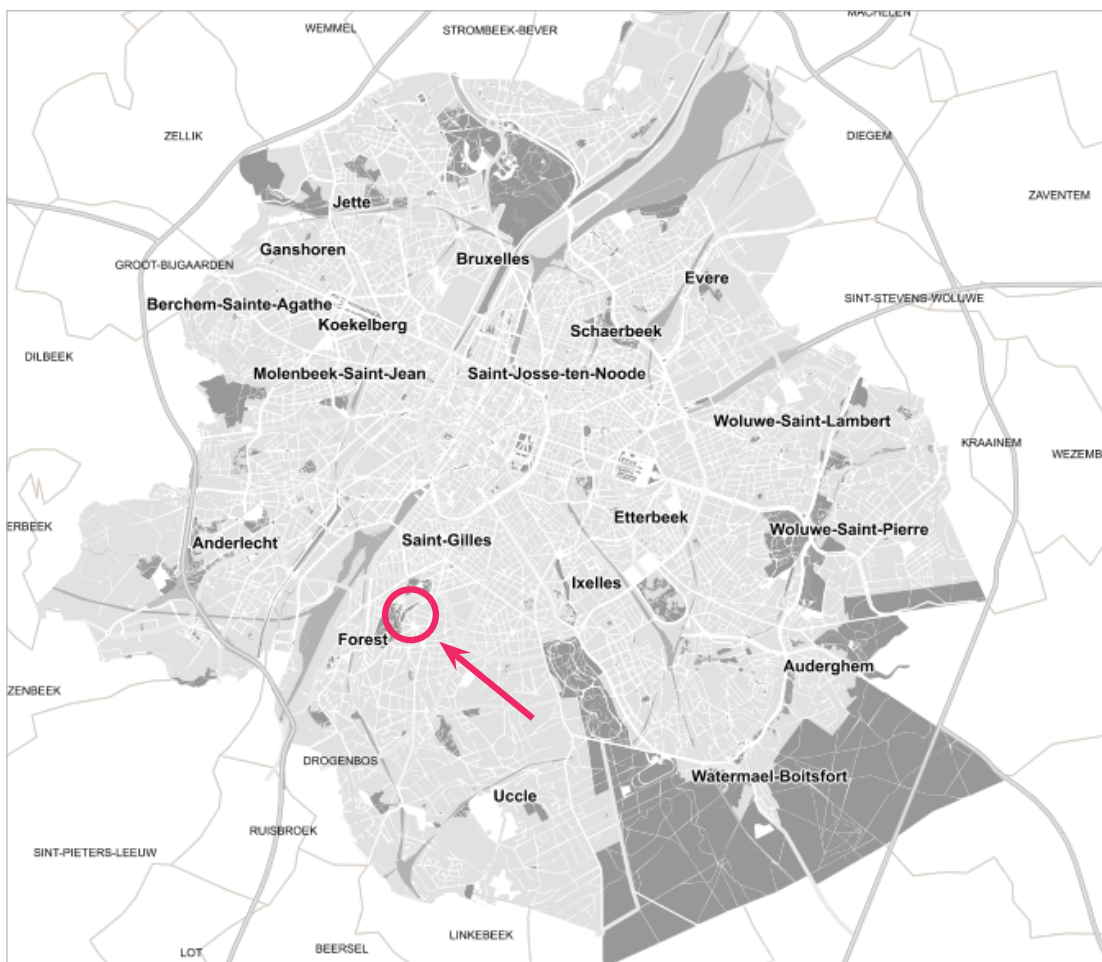 MACHELEN
WEMMEL
STROMBEEK-BEVER
ZELLIK
DIEGEM
ZAVENTEM
Jette
Ganshoren
Bruxelles
GROOT-BIJGAARDEN
Evere
Berchem-Sainte-Agathe
SINT-STEVENS-WOLUWE
Koekelberg
Schaerbeek
DILBEEK
Molenbeek-Saint-Jean
Saint-Josse-ten-Noode
Woluwe-Saint-Lambert
KRAAINEM
WEZEMB
Etterbeek
ERBEEK
Woluwe-Saint-Pierre
Anderlecht
Saint-Gilles
Ixelles
Forest
Auderghem
ZENBEEK
DROGENBOS
Watermael-Boitsfort
Uccle
RUISBROEK
SINT-PIETERS-LEEUW
LINKEBEEK
BEERSEL
LOT